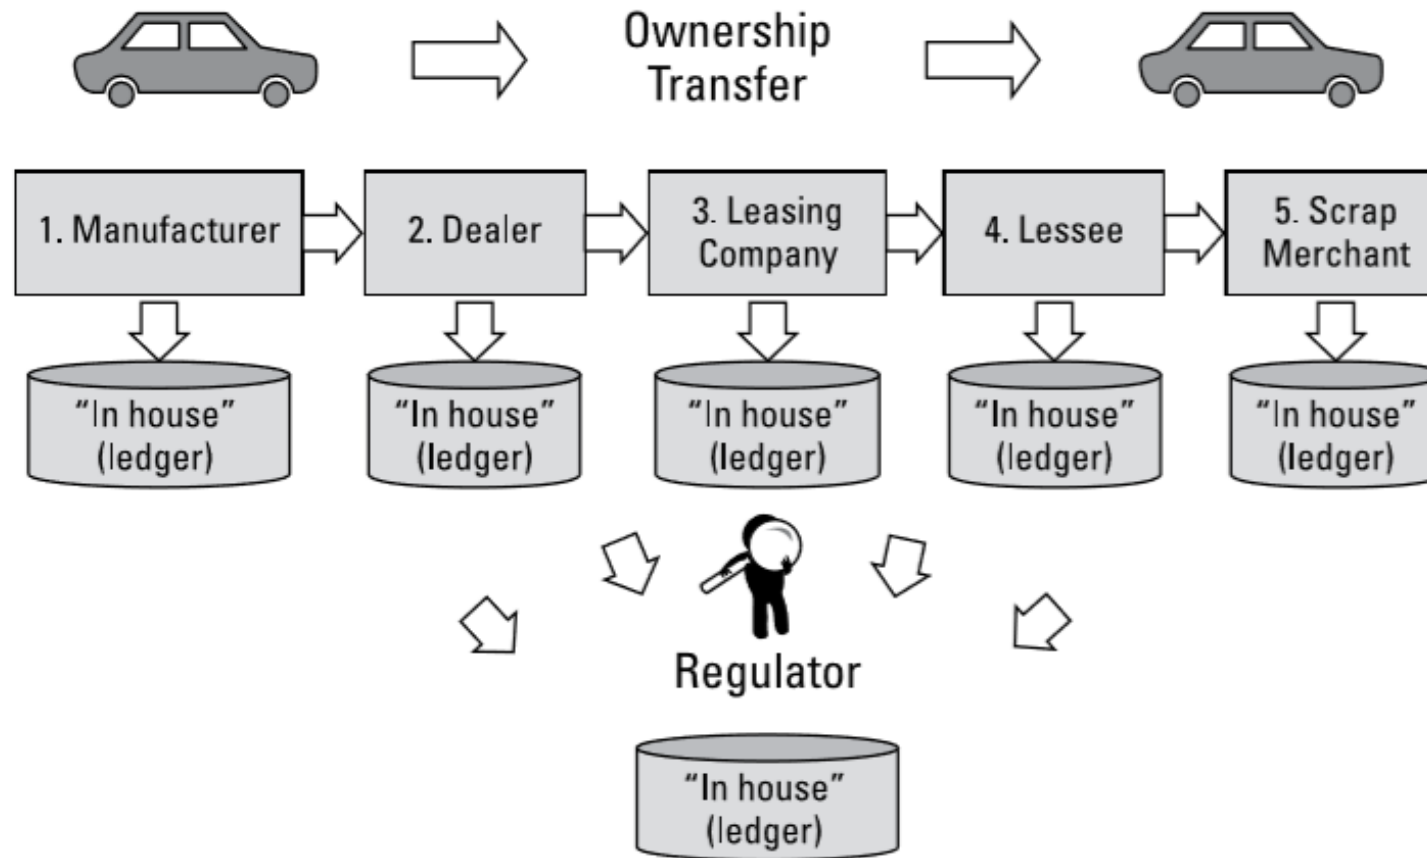 Ownership
Transfer
1. Manufacturer
2. Dealer
3. Leasing
Company
4. Lessee
5. Scrap
Merchant
“In house”
(ledger)
“In house”
(ledger)
“In house”
(ledger)
“In house”
(ledger)
“In house”
(ledger)
Regulator
“In house”
(ledger)